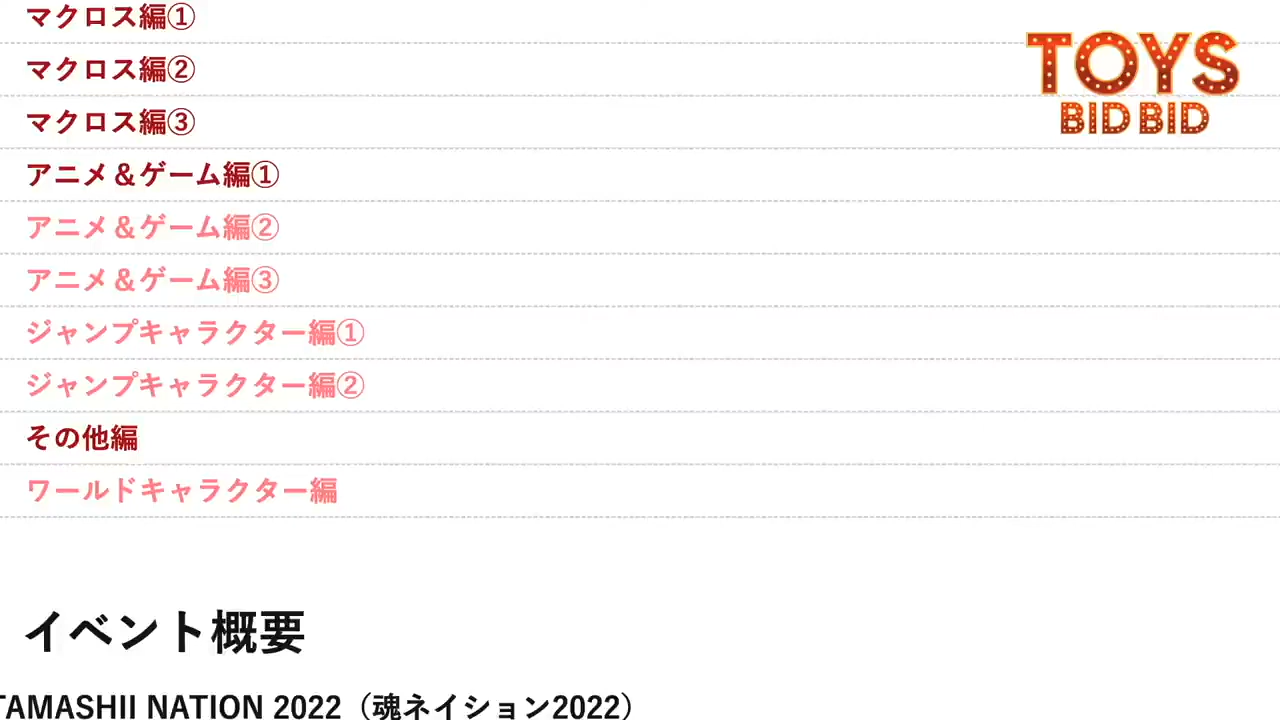 マクロス編①
マクロス編②
マクロス編③
アニメ＆ゲーム編①
アニメ＆ゲーム編②
アニメ＆ゲーム編③
ジャンプキャラクター編①
ジャンプキャラクター編②
その他編
ワールドキャラクター編
イベント概要
TAMASHII NATION 2022（魂ネイション2022）
TOYS
BID BID